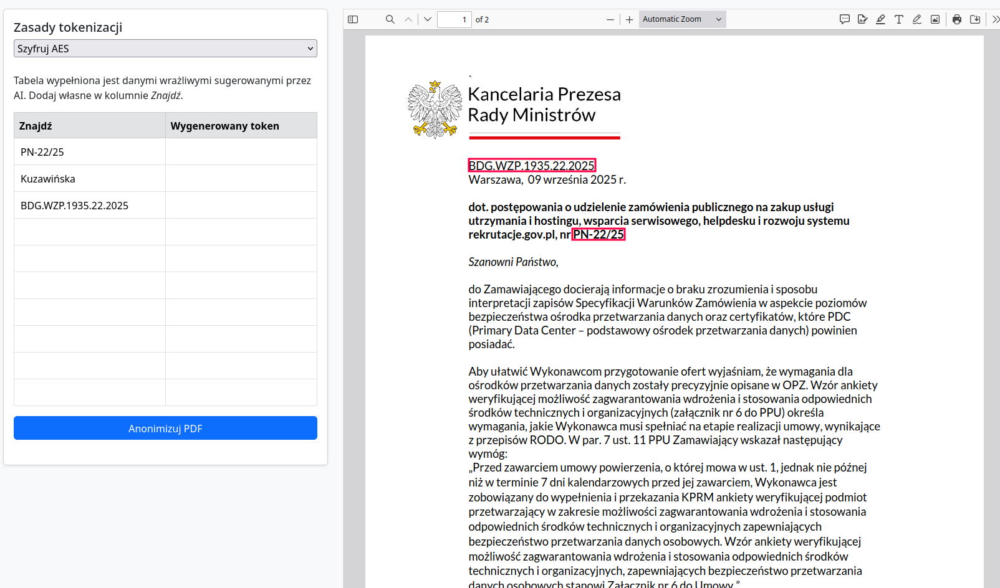 Zasady tokenizacji
Szyfruj AES
Tabela wypełniona jest danymi wrażliwymi sugerowanymi przez
AI. Dodaj własne w kolumnie Znajdź.
Znajdź Wygenerowany token
PN-22/25
Kuzawińska
BDG.WZP.1935.22.2025
Anonimizuj PDF
1 of 2
Automatic Zoom
`
Kancelaria Prezesa
Rady Ministrów
BDG.WZP.1935.22.2025
Warszawa, 09 września 2025 r.
dot. postępowania o udzielenie zamówienia publicznego na zakup usługi
utrzymania i hostingu, wsparcia serwisowego, helpdesku i rozwoju systemu
rekrutacje.gov.pl, nr PN-22/25
Szanowni Państwo,
do Zamawiającego docierają informacje o braku zrozumienia i sposobu
interpretacji zapisów Specyfikacji Warunków Zamówienia w aspekcie poziomów
bezpieczeństwa ośrodka przetwarzania danych oraz certyfikatów, które PDC
(Primary Data Center – podstawowy ośrodek przetwarzania danych) powinien
posiadać.
Aby ułatwić Wykonawcom przygotowanie ofert wyjaśniam, że wymagania dla
ośrodków przetwarzania danych zostały precyzyjnie opisane w OPZ. Wzór ankiety
weryfikującej możliwość zagwarantowania wdrożenia i stosowania odpowiednich
środków technicznych i organizacyjnych (załącznik nr 6 do PPU) określa
wymagania, jakie Wykonawca musi spełniać na etapie realizacji umowy, wynikające
z przepisów RODO. W par. 7 ust. 11 PPU Zamawiający wskazał następujący
wymóg:
„Przed zawarciem umowy powierzenia, o której mowa w ust. 1, jednak nie późnej
niż w terminie 7 dni kalendarzowych przed jej zawarciem, Wykonawca jest
zobowiązany do wypełnienia i przekazania KPRM ankiety weryfikującej podmiot
przetwarzający w zakresie możliwości zagwarantowania wdrożenia i stosowania
odpowiednich środków technicznych i organizacyjnych zapewniających
bezpieczeństwo przetwarzania danych osobowych. Wzór ankiety weryfikującej
możliwość zagwarantowania wdrożenia i stosowania odpowiednich środków
technicznych i organizacyjnych, zapewniających bezpieczeństwo przetwarzania
danych osobowych stanowi Załącznik nr 6 do Umowy.”